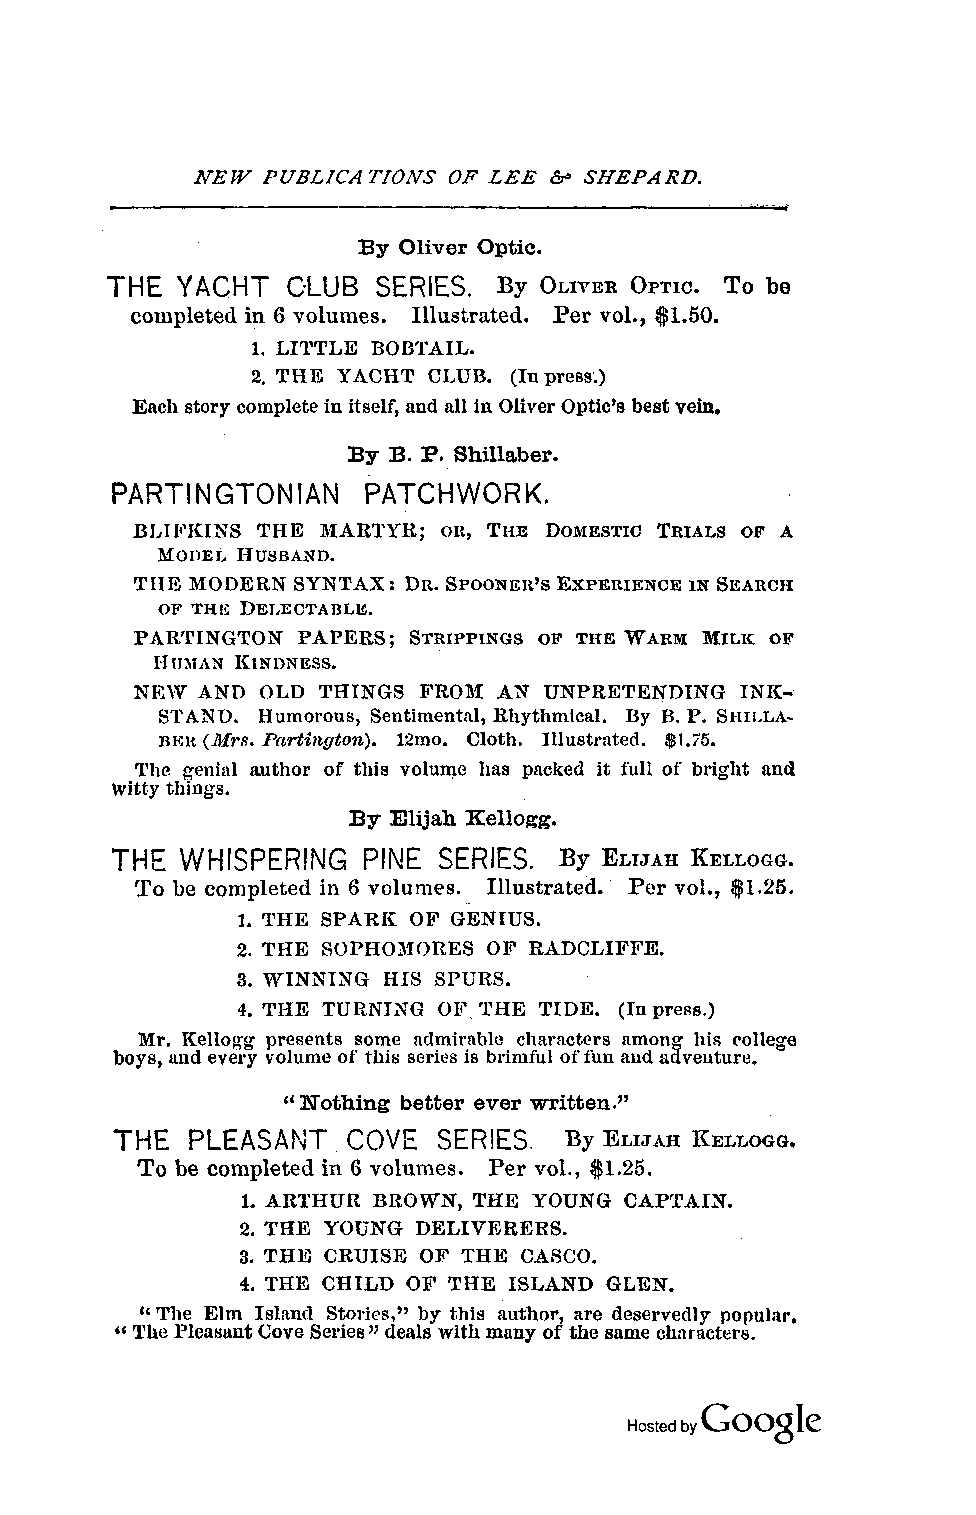 NEW PUBLICATIONS OF LEE & SHEPARD.
By Oliver Optic.
THE YACHT CLUB SERIES. By OLIVER OPTIC. To be
completed in 6 volumes. Illustrated. Per vol., $1.50.
1. LITTLE BOBTAIL.
2. THE YACHT CLUB. (In press.)
Each story complete in itself, and all in Oliver Optic's best vein.
By B. P. Shillaber.
PARTINGTONIAN PATCHWORK.
BLIFKINS THE MARTYR; OR, THE DOMESTIC TRIALS OF A
MODEL HUSBAND.
THE MODERN SYNTAX: DR. SPOONER'S EXPERIENCE IN SEARCH
OF THE DELECTABLE.
PARTINGTON PAPERS; STRIPPINGS OF THE WARM MILK OF
HUMAN KINDNESS.
NEW AND OLD THINGS FROM AN UNPRETENDING INK-
STAND. Humorous, Sentimental, Rhythmical. By B. P. SHILLA-
BER (Mrs. Partington). 12mo. Cloth. Illustrated. $1.75.
The genial author of this volume has packed it full of bright and
witty things.
By Elijah Kellogg.
THE WHISPERING PINE SERIES. By ELIJAH KELLOGG.
To be completed in 6 volumes. Illustrated. Per vol., $1.25.
1. THE SPARK OF GENIUS.
2. THE SOPHOMORES OF RADCLIFFE.
3. WINNING HIS SPURS.
4. THE TURNING OF THE TIDE. (In press.)
Mr. Kellogg presents some admirable characters among his college
boys, and every volume of this series is brimful of fun and adventure.
"Nothing better ever written."
THE PLEASANT COVE SERIES. By ELIJAH KELLOGG.
To be completed in 6 volumes. Per vol., $1.25.
1. ARTHUR BROWN, THE YOUNG CAPTAIN.
2. THE YOUNG DELIVERERS.
3. THE CRUISE OF THE CASCO.
4. THE CHILD OF THE ISLAND GLEN.
"The Elm Island Stories," by this author, are deservedly popular.
"The Pleasant Cove Series" deals with many of the same characters.
Hosted by Google